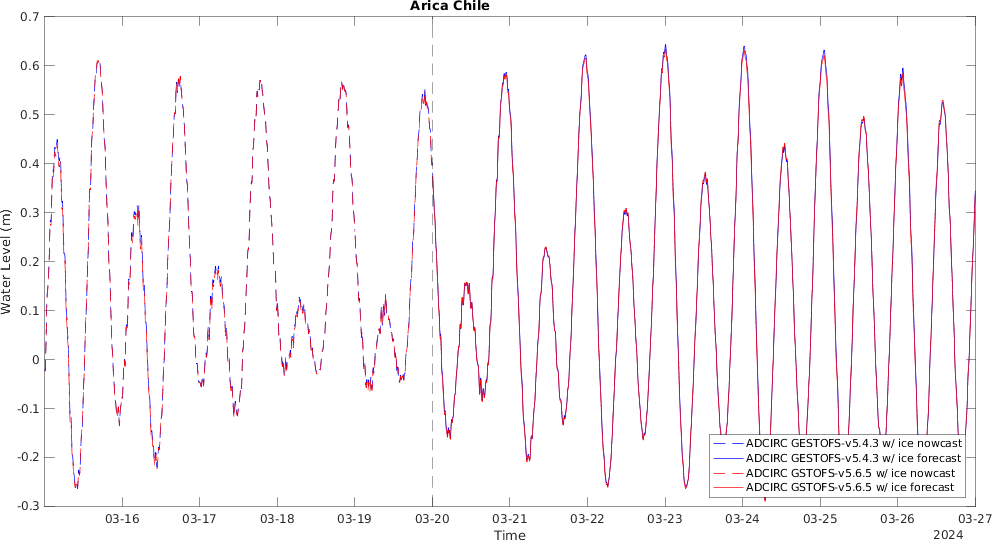 Arica Chile
0.7
0.6
0.5
0.4
0.3
0.2
0.1
0
-0.1
-0.2
-0.3
Water Level (m)
03-16 03-17 03-18 03-19 03-20 03-21 03-22 03-23 03-24 03-25 03-26 03-27
Time
2024
ADCIRC GESTOFS-v5.4.3 w/ ice nowcast
ADCIRC GESTOFS-v5.4.3 w/ ice forecast
ADCIRC GSTOFS-v5.6.5 w/ ice nowcast
ADCIRC GSTOFS-v5.6.5 w/ ice forecast